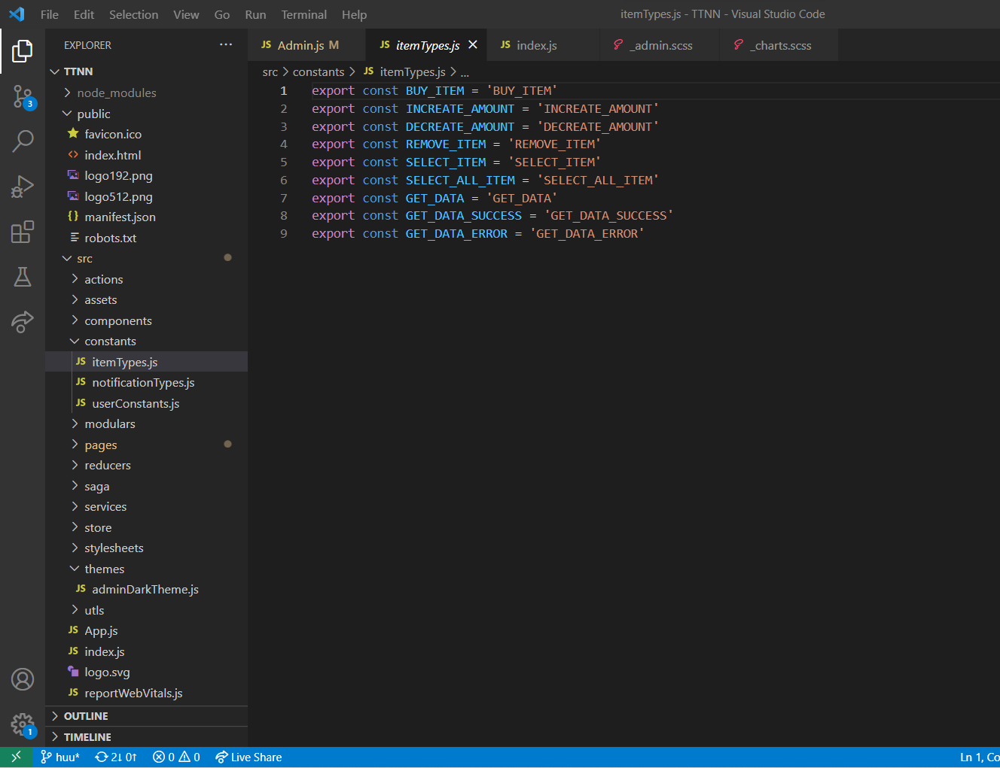 File Edit Selection View Go Run Terminal Help
itemTypes.js - TTNN - Visual Studio Code
EXPLORER
TTNN
node_modules
public
favicon.ico
index.html
logo192.png
logo512.png
manifest.json
robots.txt
src
actions
assets
components
constants
itemTypes.js
notificationTypes.js
userConstants.js
modulars
pages
reducers
saga
services
store
stylesheets
themes
adminDarkTheme.js
utls
App.js
index.js
logo.svg
reportWebVitals.js
OUTLINE
TIMELINE
3
1
JS Admin.js M JS itemTypes.js JS index.js _admin.scss _charts.scss
src > constants > JS itemTypes.js > ...
1 export const BUY_ITEM = 'BUY_ITEM'
2 export const INCREATE_AMOUNT = 'INCREATE_AMOUNT'
3 export const DECREATE_AMOUNT = 'DECREATE_AMOUNT'
4 export const REMOVE_ITEM = 'REMOVE_ITEM'
5 export const SELECT_ITEM = 'SELECT_ITEM'
6 export const SELECT_ALL_ITEM = 'SELECT_ALL_ITEM'
7 export const GET_DATA = 'GET_DATA'
8 export const GET_DATA_SUCCESS = 'GET_DATA_SUCCESS'
9 export const GET_DATA_ERROR = 'GET_DATA_ERROR'
huu* 2↓ 0↑ 0 0 Live Share
Ln 1, Co